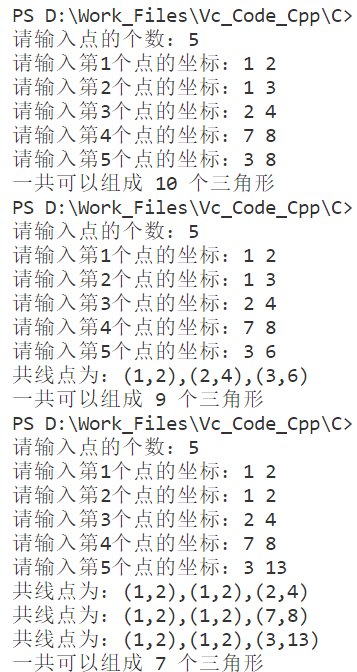 PS D:\Work_Files\Vc_Code_Cpp\C>
请输入点的个数：5
请输入第1个点的坐标：1 2
请输入第2个点的坐标：1 3
请输入第3个点的坐标：2 4
请输入第4个点的坐标：7 8
请输入第5个点的坐标：3 8
一共可以组成 10 个三角形
PS D:\Work_Files\Vc_Code_Cpp\C>
请输入点的个数：5
请输入第1个点的坐标：1 2
请输入第2个点的坐标：1 3
请输入第3个点的坐标：2 4
请输入第4个点的坐标：7 8
请输入第5个点的坐标：3 6
共线点为：(1,2),(2,4),(3,6)
一共可以组成 9 个三角形
PS D:\Work_Files\Vc_Code_Cpp\C>
请输入点的个数：5
请输入第1个点的坐标：1 2
请输入第2个点的坐标：1 2
请输入第3个点的坐标：2 4
请输入第4个点的坐标：7 8
请输入第5个点的坐标：3 13
共线点为：(1,2),(1,2),(2,4)
共线点为：(1,2),(1,2),(7,8)
共线点为：(1,2),(1,2),(3,13)
一共可以组成 7 个三角形